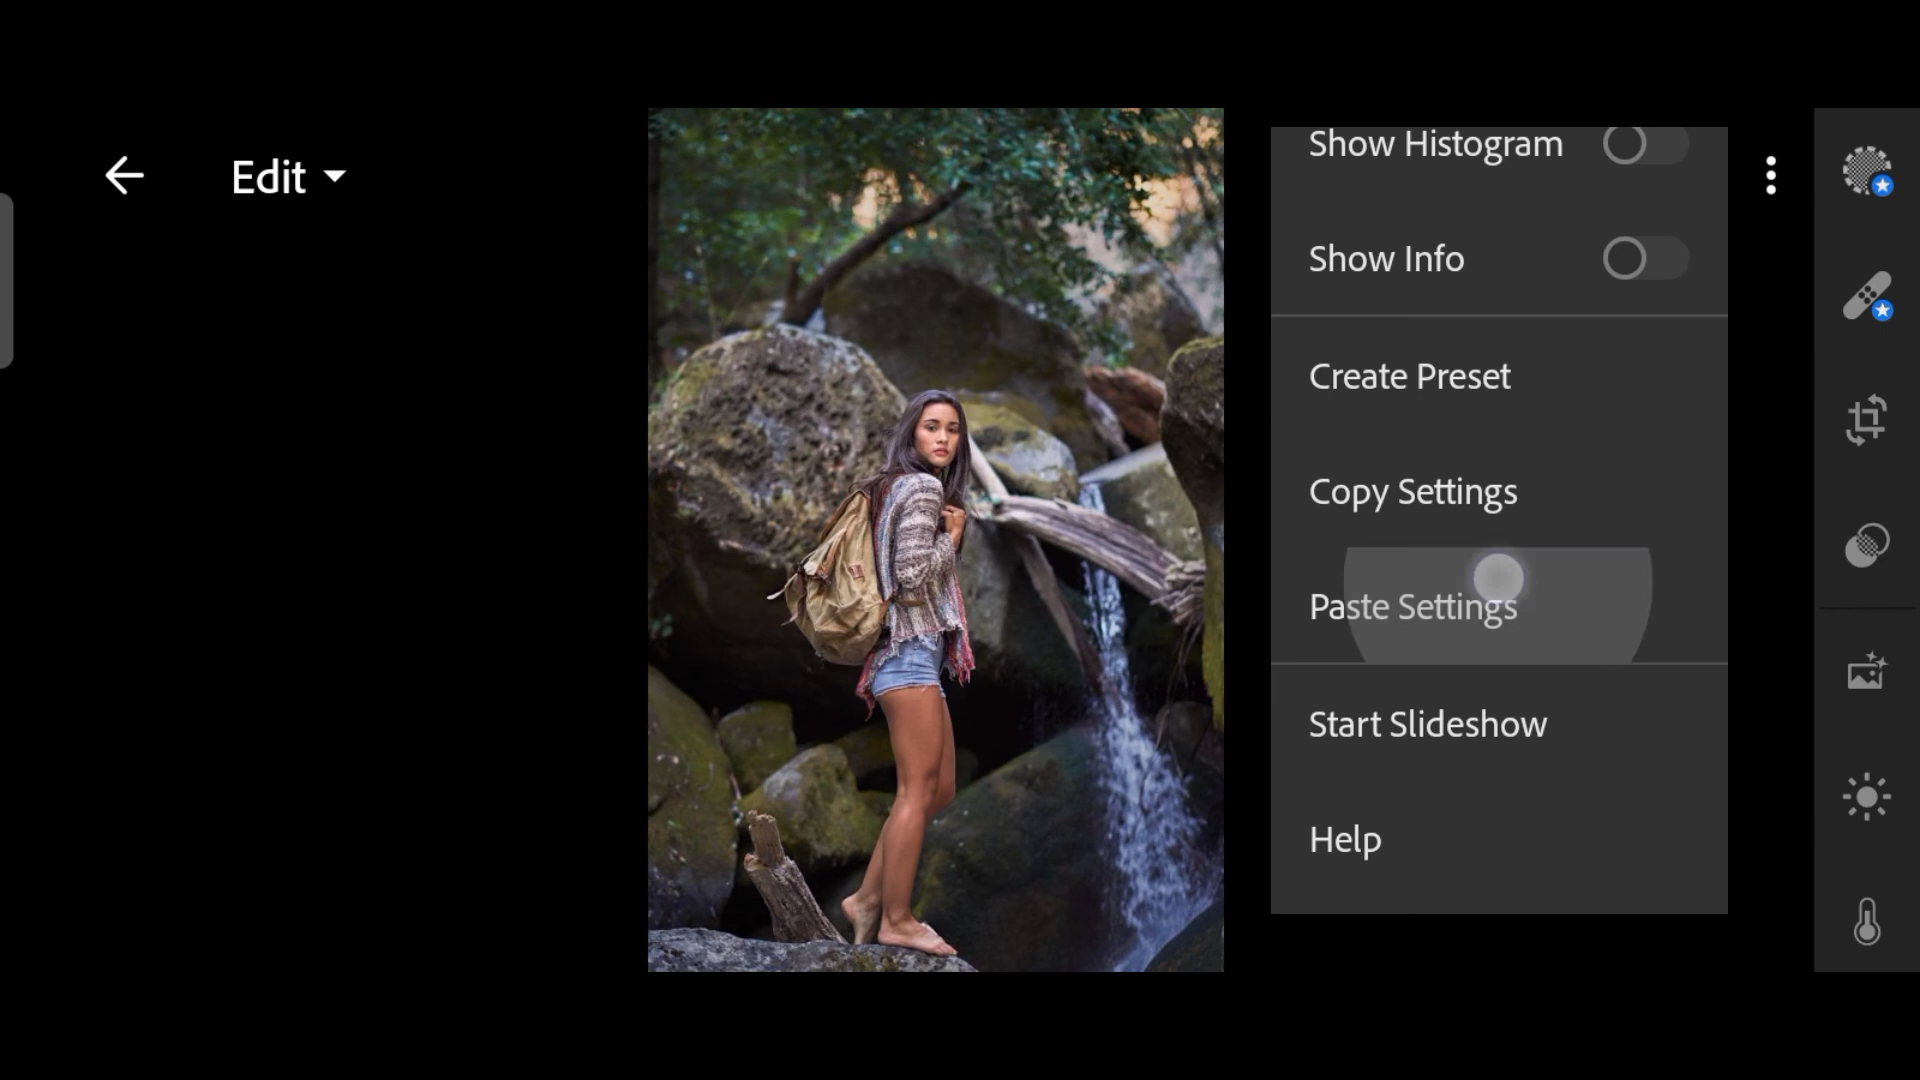 Edit
Show Histogram
Show Info
Create Preset
Copy Settings
Paste Settings
Start Slideshow
Help